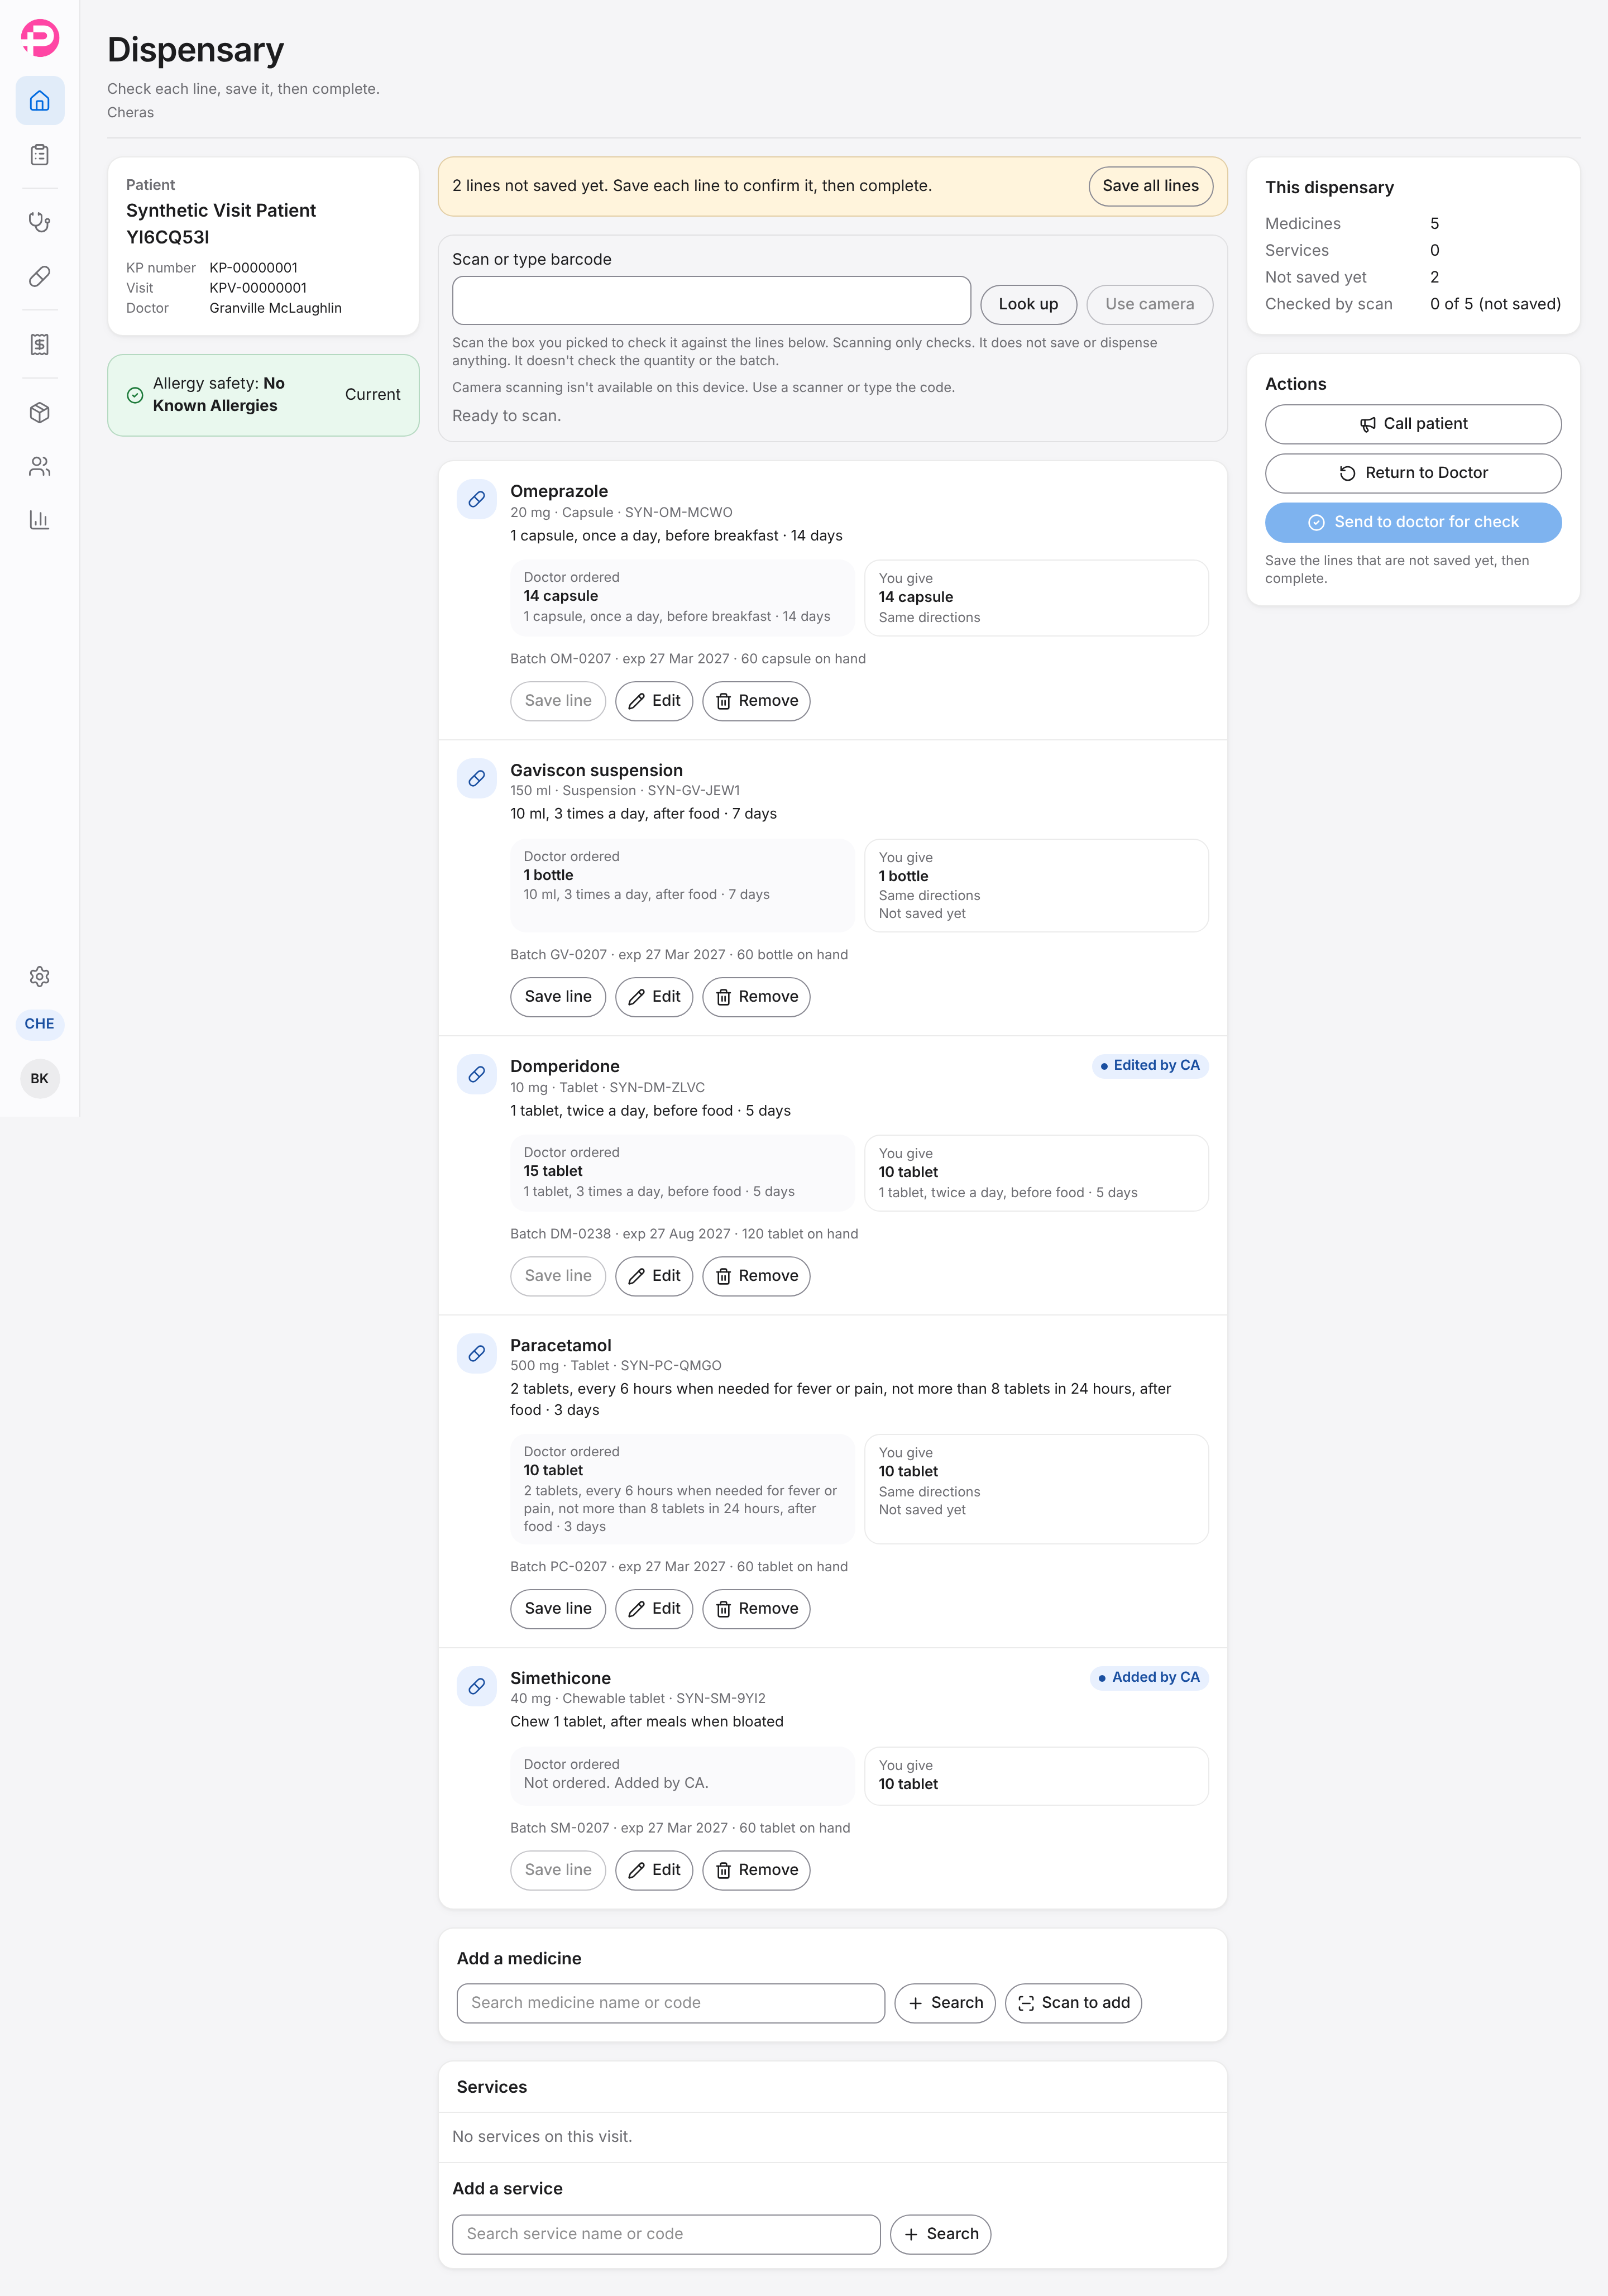 Dispensary
Check each line, save it, then complete.
Cheras
Patient
Synthetic Visit Patient
YI6CQ53I
KP number KP-00000001
Visit KPV-00000001
Doctor Granville McLaughlin
Allergy safety: No
Known Allergies
Current
2 lines not saved yet. Save each line to confirm it, then complete.
Save all lines
Scan or type barcode
Look up
Use camera
Scan the box you picked to check it against the lines below. Scanning only checks. It does not save or dispense
anything. It doesn't check the quantity or the batch.
Camera scanning isn't available on this device. Use a scanner or type the code.
Ready to scan.
Omeprazole
20 mg · Capsule · SYN-OM-MCWO
1 capsule, once a day, before breakfast · 14 days
Doctor ordered
14 capsule
1 capsule, once a day, before breakfast · 14 days
You give
14 capsule
Same directions
Batch OM-0207 · exp 27 Mar 2027 · 60 capsule on hand
Save line
Edit
Remove
Gaviscon suspension
150 ml · Suspension · SYN-GV-JEW1
10 ml, 3 times a day, after food · 7 days
Doctor ordered
1 bottle
10 ml, 3 times a day, after food · 7 days
You give
1 bottle
Same directions
Not saved yet
Batch GV-0207 · exp 27 Mar 2027 · 60 bottle on hand
Save line
Edit
Remove
Domperidone
Edited by CA
10 mg · Tablet · SYN-DM-ZLVC
1 tablet, twice a day, before food · 5 days
Doctor ordered
15 tablet
1 tablet, 3 times a day, before food · 5 days
You give
10 tablet
1 tablet, twice a day, before food · 5 days
Batch DM-0238 · exp 27 Aug 2027 · 120 tablet on hand
Save line
Edit
Remove
Paracetamol
500 mg · Tablet · SYN-PC-QMGO
2 tablets, every 6 hours when needed for fever or pain, not more than 8 tablets in 24 hours, after
food · 3 days
Doctor ordered
10 tablet
2 tablets, every 6 hours when needed for fever or
pain, not more than 8 tablets in 24 hours, after
food · 3 days
You give
10 tablet
Same directions
Not saved yet
Batch PC-0207 · exp 27 Mar 2027 · 60 tablet on hand
Save line
Edit
Remove
Simethicone
Added by CA
40 mg · Chewable tablet · SYN-SM-9YI2
Chew 1 tablet, after meals when bloated
Doctor ordered
Not ordered. Added by CA.
You give
10 tablet
Batch SM-0207 · exp 27 Mar 2027 · 60 tablet on hand
Save line
Edit
Remove
Add a medicine
Search medicine name or code
Search
Scan to add
Services
No services on this visit.
Add a service
Search service name or code
Search
This dispensary
Medicines 5
Services 0
Not saved yet 2
Checked by scan 0 of 5 (not saved)
Actions
Call patient
Return to Doctor
Send to doctor for check
Save the lines that are not saved yet, then
complete.
CHE
BK